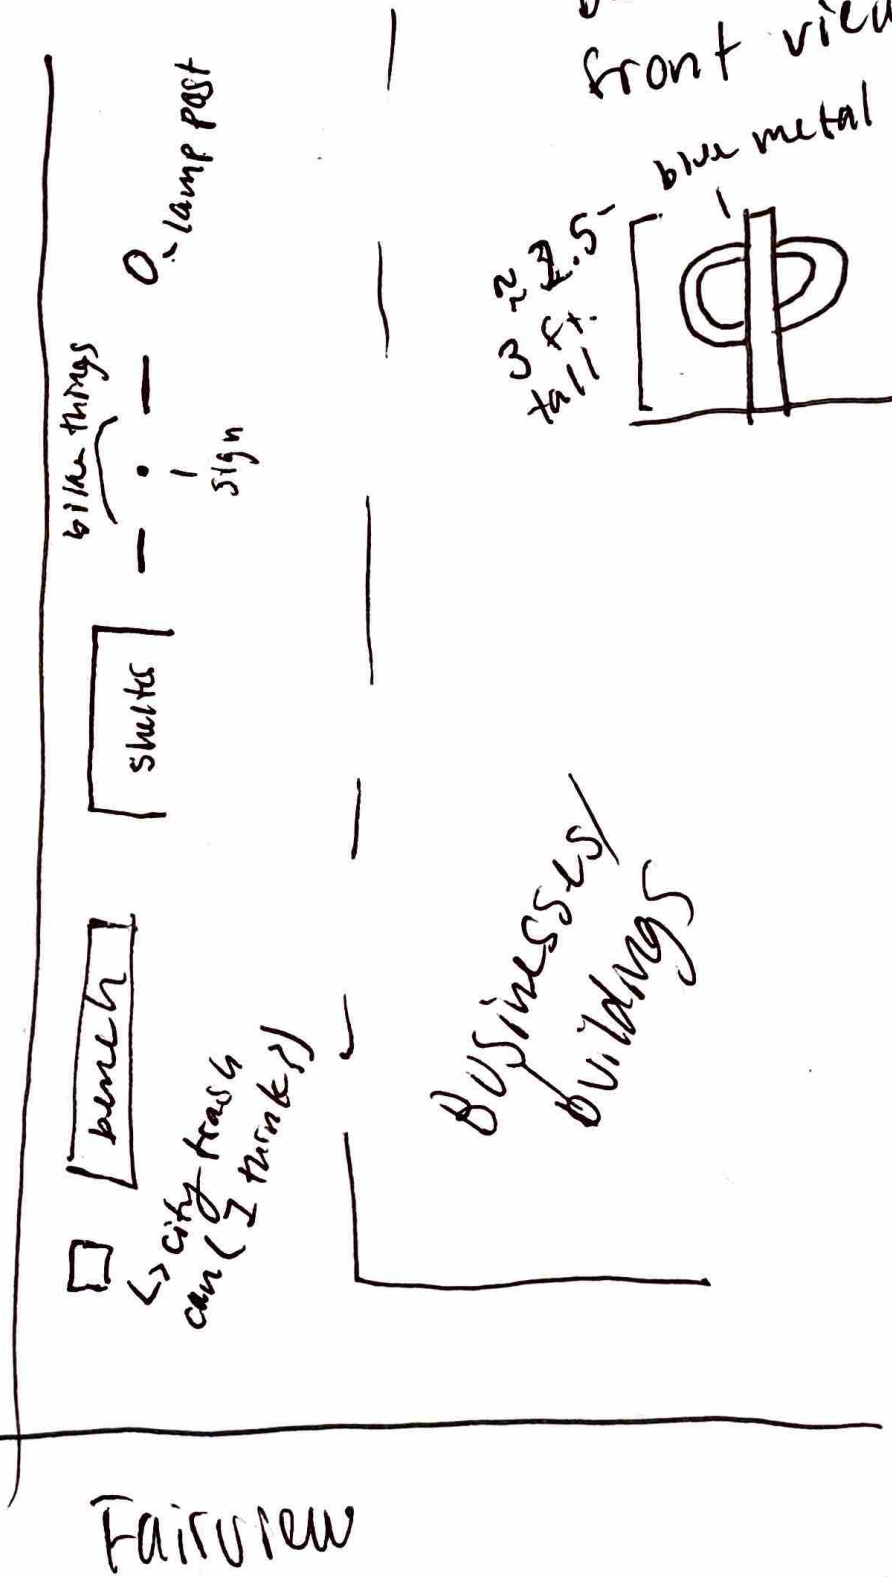 front view
blue metal
≈ 2.5-
3 ft.
tall
lamp post
bike things
sign
shelter
bench
↳ city trash
can (I think?)
Businesses/
buildings
Fairview